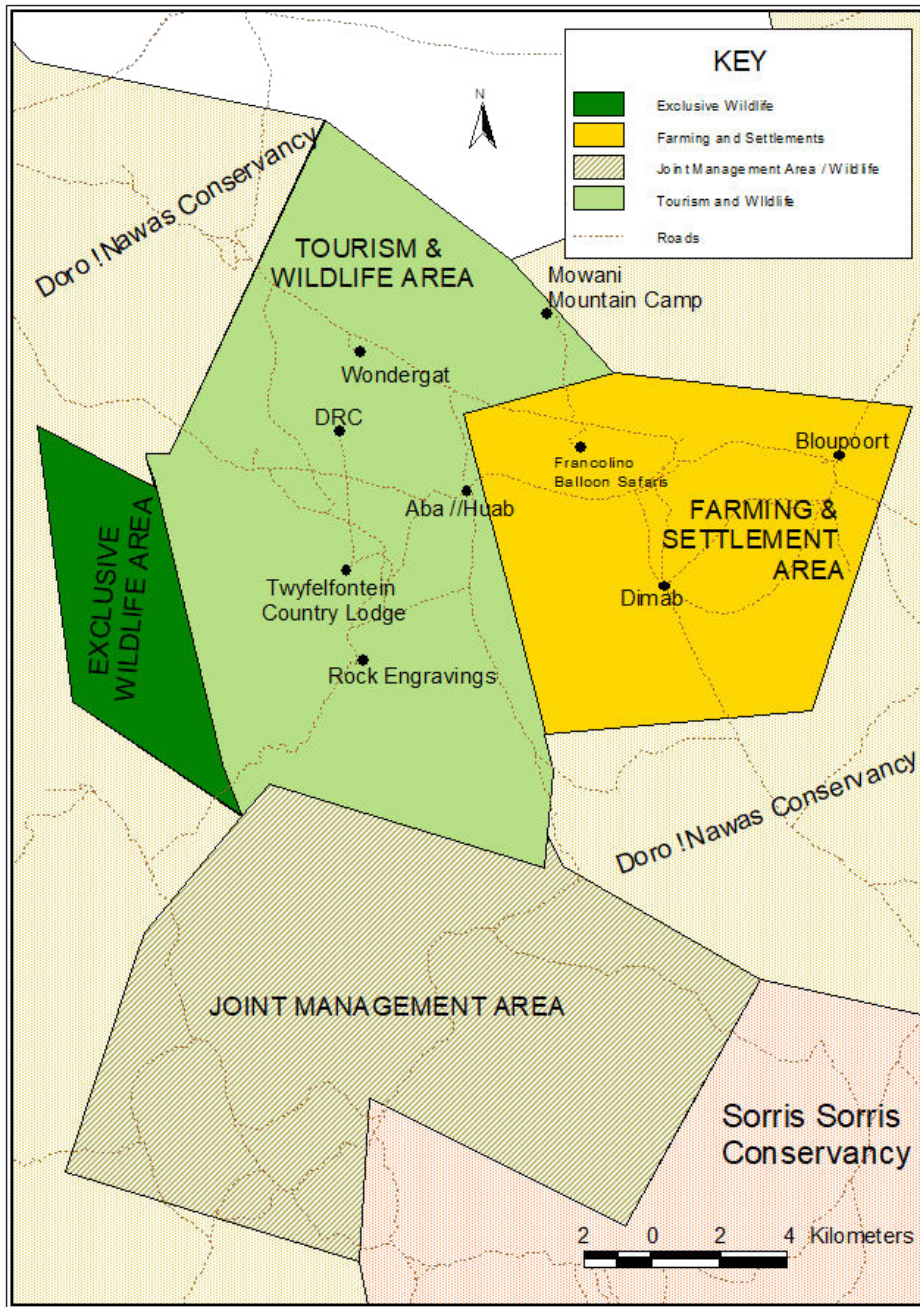 KEY
Exclusive Wildlife
Farming and Settlements
Joint Management Area / Wildlife
Tourism and Wildlife
Roads
N
Doro !Nawas Conservancy
TOURISM &
WILDLIFE AREA
Mowani
Mountain Camp
Wondergat
DRC
Bloupoort
Francolino
Balloon Safaris
Aba //Huab
FARMING &
SETTLEMENT
AREA
EXCLUSIVE
WILDLIFE AREA
Twyfelfontein
Country Lodge
Dimab
Rock Engravings
Doro !Nawas Conservancy
JOINT MANAGEMENT AREA
Sorris Sorris
Conservancy
2 0 2 4 Kilometers